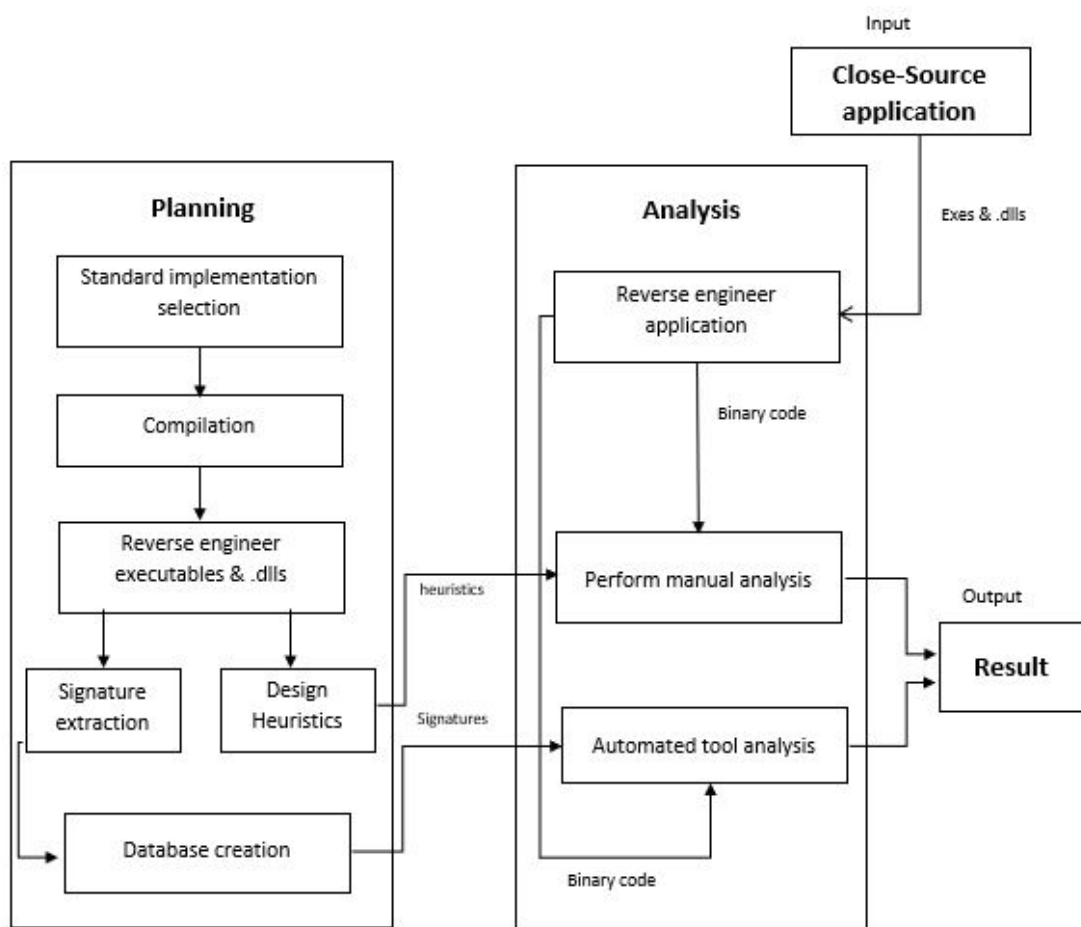 Input
Close-Source
application
Exes & .dlls
Planning
Standard implementation
selection
Compilation
Reverse engineer
executables & .dlls
Signature
extraction
Design
Heuristics
Database creation
heuristics
Signatures
Analysis
Reverse engineer
application
Binary code
Perform manual analysis
Automated tool analysis
Binary code
Output
Result